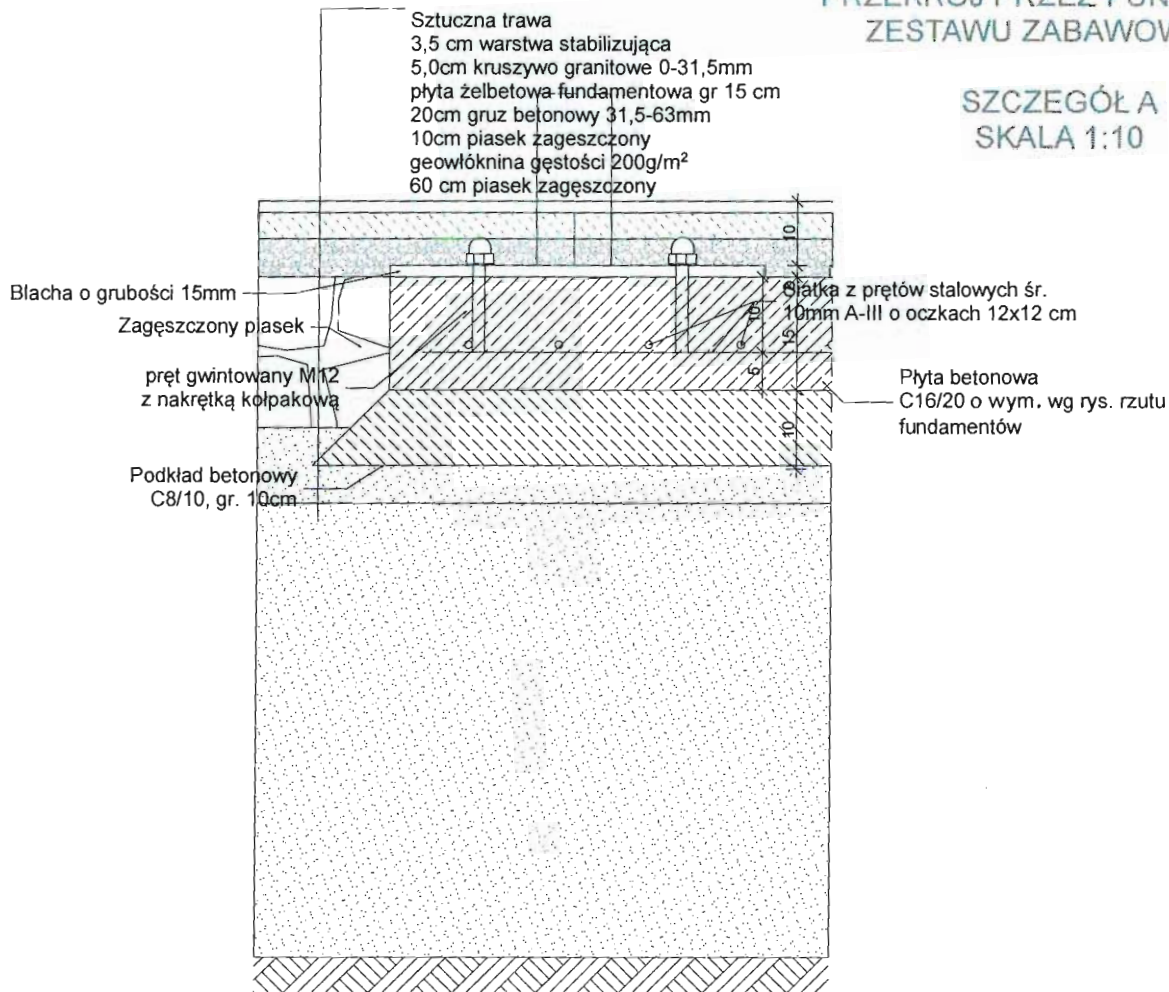 ZESTAWU ZABAWOW
SZCZEGÓŁ A
SKALA 1:10
Sztuczna trawa
3,5 cm warstwa stabilizująca
5,0cm kruszywo granitowe 0-31,5mm
płyta żelbetowa fundamentowa gr 15 cm
20cm gruz betonowy 31,5-63mm
10cm piasek zagęszczony
geowłóknina gęstości 200g/m²
60 cm piasek zagęszczony
10
Blacha o grubości 15mm
Siatka z prętów stalowych śr.
10mm A-III o oczkach 12x12 cm
10
15
Zagęszczony piasek
pręt gwintowany M12
z nakrętką kołpakową
5
Płyta betonowa
C16/20 o wym. wg rys. rzutu
fundamentów
10
Podkład betonowy
C8/10, gr. 10cm